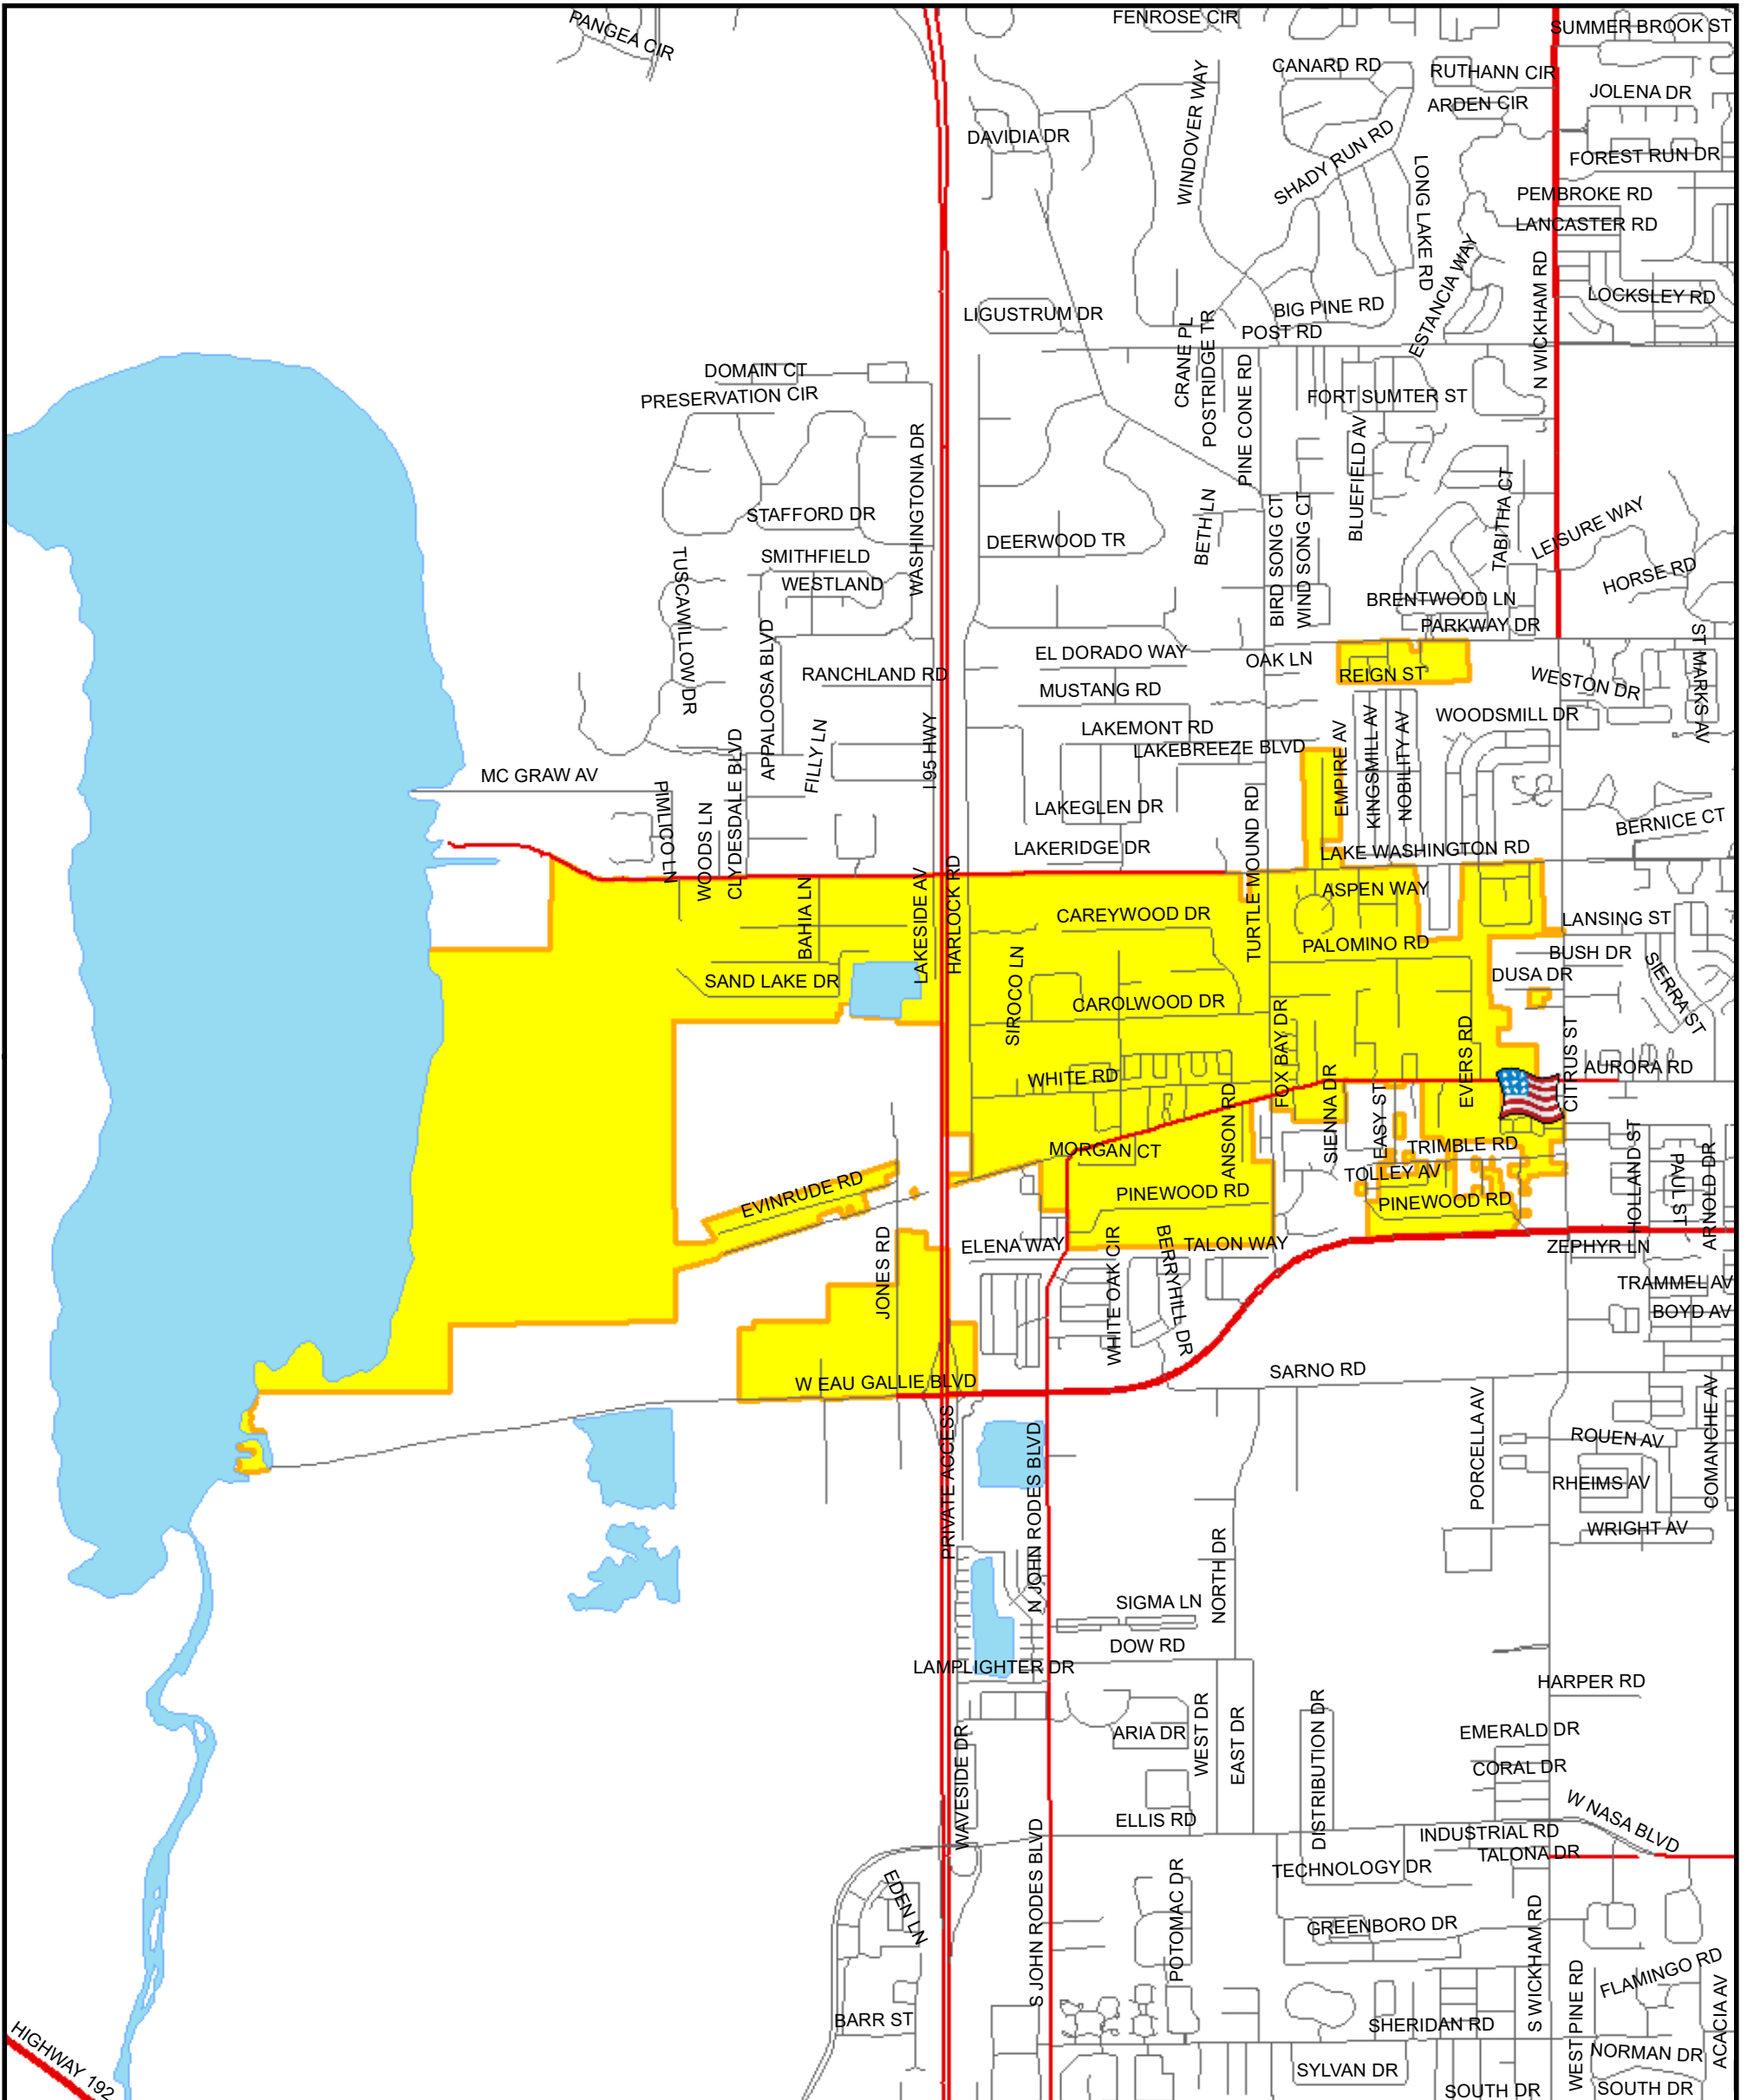 PANGEA CIR
FENROSE CIR
SUMMER BROOK ST
CANARD RD
RUTHANN CIR
JOLENA DR
ARDEN CIR
DAVIDIA DR
WINDOVER WAY
SHADY RUN RD
FOREST RUN DR
LONG LAKE RD
PEMBROKE RD
LANCASTER RD
ESTANCIA WAY
N WICKHAM RD
LOCKSLEY RD
LIGUSTRUM DR
BIG PINE RD
POST RD
CRANE PL
POSTRIDGE TR
PINE CONE RD
DOMAIN CT
PRESERVATION CIR
FORT SUMTER ST
WASHINGTONIA DR
BLUEFIELD AV
TABITHA CT
STAFFORD DR
BETH LN
BIRD SONG CT
WIND SONG CT
LEISURE WAY
DEERWOOD TR
SMITHFIELD
HORSE RD
TUSCAWILLOW DR
WESTLAND
BRENTWOOD LN
PARKWAY DR
APPALOOSA BLVD
EL DORADO WAY
OAK LN
ST MARKS AV
RANCHLAND RD
REIGN ST
WESTON DR
MUSTANG RD
I 95 HWY
LAKEMONT RD
WOODSMILL DR
LAKEBREEZE BLVD
EMPIRE AV
KINGSMILL AV
NOBILITY AV
CLYDESDALE BLVD
FILLY LN
MC GRAW AV
PIMLICO LN
WOODS LN
LAKEGLEN DR
TURTLE MOUND RD
BERNICE CT
LAKERIDGE DR
LAKE WASHINGTON RD
BAHIA LN
LAKESIDE AV
HARLOCK RD
ASPEN WAY
CAREYWOOD DR
LANSING ST
PALOMINO RD
BUSH DR
SAND LAKE DR
SIROCO LN
DUSA DR
SIERRA ST
CAROLWOOD DR
FOX BAY DR
EVERS RD
CITRUS ST
WHITE RD
AURORA RD
SIENNA DR
EASY ST
ANSON RD
MORGAN CT
TRIMBLE RD
HOLLAND ST
PAUL ST
ARNOLD DR
TOLLEY AV
EVINRUDE RD
PINEWOOD RD
PINEWOOD RD
JONES RD
ELENA WAY
WHITE OAK CIR
BERRYHILL DR
TALON WAY
ZEPHYR LN
TRAMMEL AV
BOYD AV
SARNO RD
W EAU GALLIE BLVD
PRIVATE ACCESS
N JOHN RODES BLVD
PORCELLA AV
COMANCHE AV
ROUEN AV
RHEIMS AV
WRIGHT AV
NORTH DR
SIGMA LN
DOW RD
LAMPLIGHTER DR
HARPER RD
WAVESIDE DR
ARIA DR
WEST DR
EAST DR
DISTRIBUTION DR
EMERALD DR
CORAL DR
ELLIS RD
W NASA BLVD
INDUSTRIAL RD
TALONA DR
TECHNOLOGY DR
EDEN LN
S JOHN RODES BLVD
POTOMAC DR
GREENBORO DR
S WICKHAM RD
WEST PINE RD
FLAMINGO RD
ACACIA AV
BARR ST
SHERIDAN RD
HIGHWAY 192
NORMAN DR
SYLVAN DR
SOUTH DR
SOUTH DR